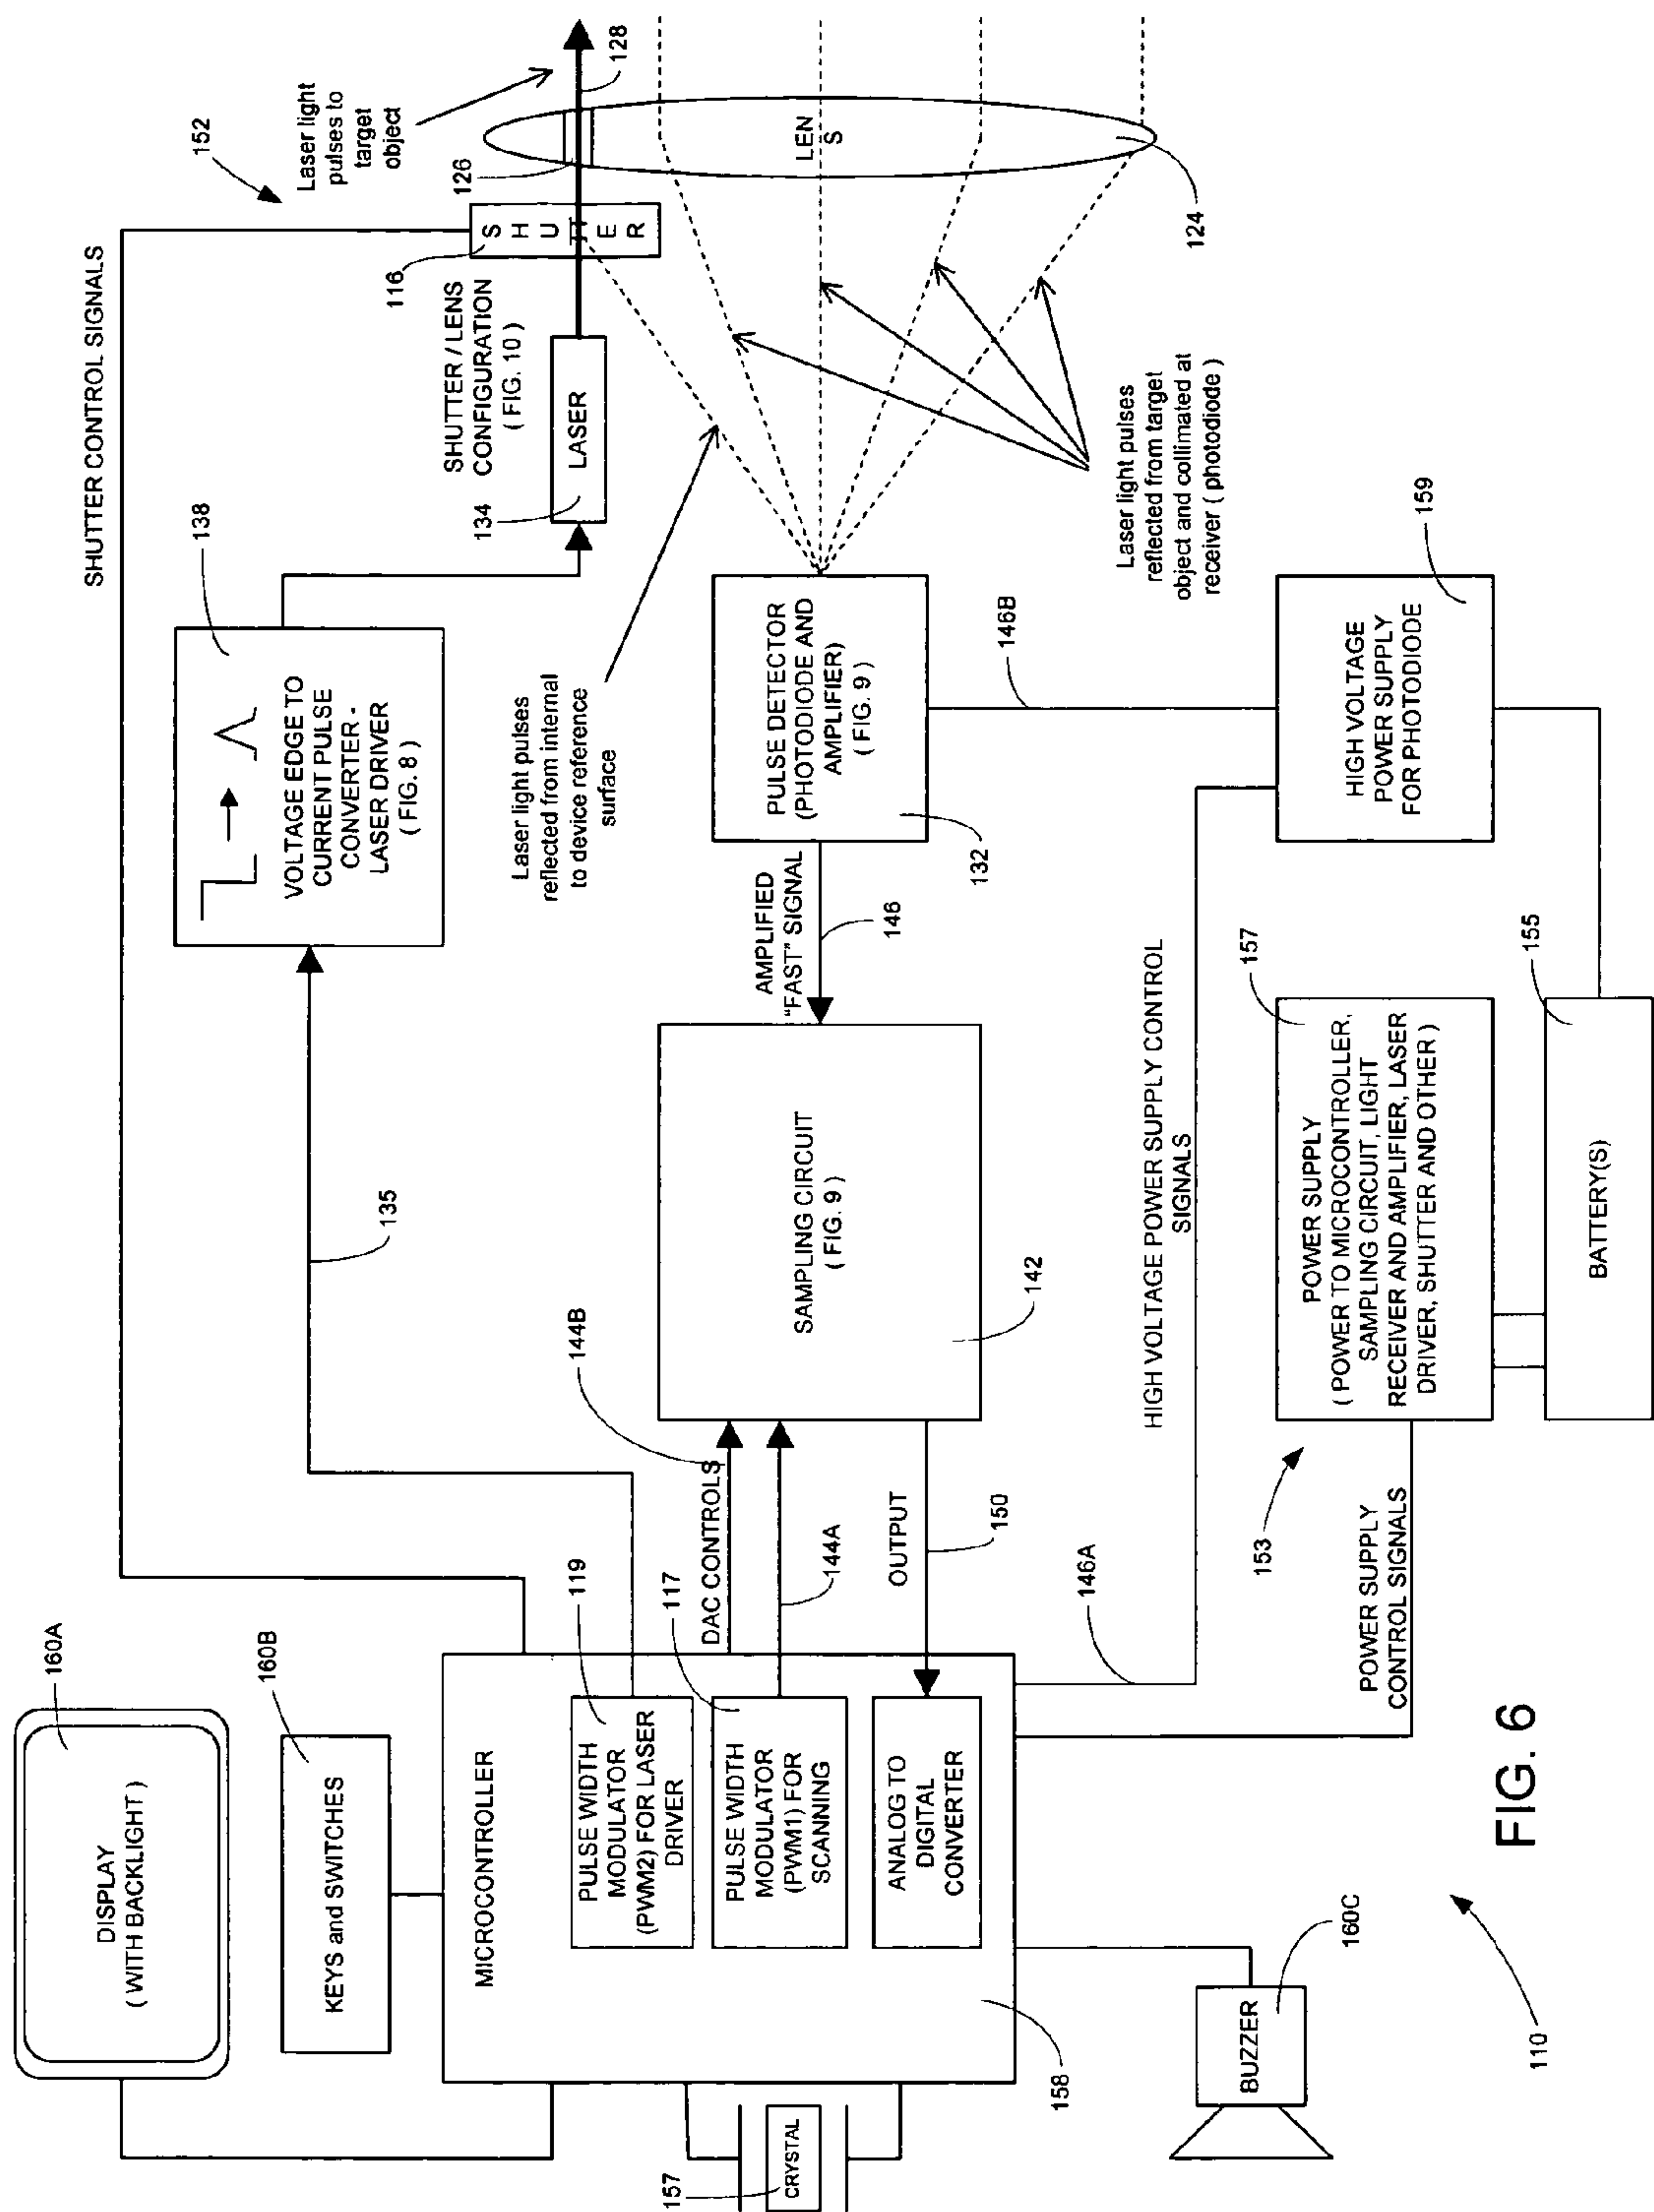 160A
DISPLAY
( WITH BACKLIGHT )
160B
KEYS and SWITCHES
MICROCONTROLLER
119
PULSE WIDTH
MODULATOR
(PWM2) FOR LASER
DRIVER
117
PULSE WIDTH
MODULATOR
(PWM1) FOR
SCANNING
ANALOG TO
DIGITAL
CONVERTER
158
157
CRYSTAL
BUZZER
160C
110
FIG. 6
SHUTTER CONTROL SIGNALS
135
138
VOLTAGE EDGE TO
CURRENT PULSE
CONVERTER -
LASER DRIVER
( FIG. 8 )
DAC CONTROLS
144B
144A
OUTPUT
150
SAMPLING CIRCUIT
( FIG. 9 )
142
AMPLIFIED
"FAST" SIGNAL
146
PULSE DETECTOR
(PHOTODIODE AND
AMPLIFIER)
( FIG. 9 )
132
146B
146A
HIGH VOLTAGE POWER SUPPLY CONTROL
SIGNALS
HIGH VOLTAGE
POWER SUPPLY
FOR PHOTODIODE
159
POWER SUPPLY
CONTROL SIGNALS
153
157
POWER SUPPLY
( POWER TO MICROCONTROLLER,
SAMPLING CIRCUIT, LIGHT
RECEIVER AND AMPLIFIER, LASER
DRIVER, SHUTTER AND OTHER )
155
BATTERY(S)
134
LASER
SHUTTER / LENS
CONFIGURATION
( FIG. 10 )
116
SHUTTER
152
Laser light
pulses to
target
object
126
128
LEN
S
124
Laser light pulses
reflected from internal
to device reference
surface
Laser light pulses
reflected from target
object and collimated at
receiver ( photodiode )